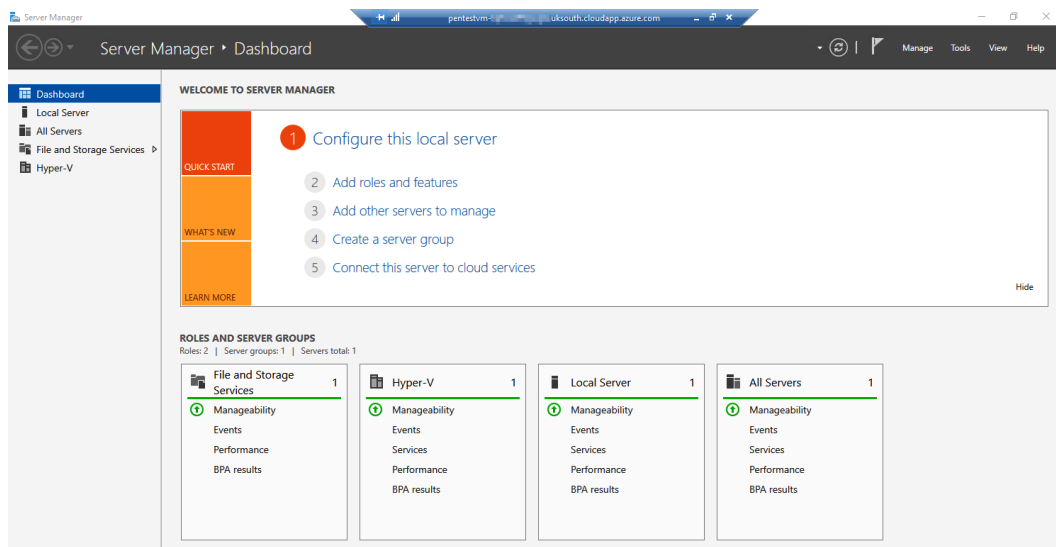 Server Manager
pentestvm- uksouth.cloudapp.azure.com
Server Manager • Dashboard
Manage Tools View Help
Dashboard
Local Server
All Servers
File and Storage Services
Hyper-V
WELCOME TO SERVER MANAGER
QUICK START
WHAT'S NEW
LEARN MORE
1 Configure this local server
2 Add roles and features
3 Add other servers to manage
4 Create a server group
5 Connect this server to cloud services
Hide
ROLES AND SERVER GROUPS
Roles: 2 | Server groups: 1 | Servers total: 1
File and Storage
Services 1
Manageability
Events
Performance
BPA results
Hyper-V 1
Manageability
Events
Services
Performance
BPA results
Local Server 1
Manageability
Events
Services
Performance
BPA results
All Servers 1
Manageability
Events
Services
Performance
BPA results